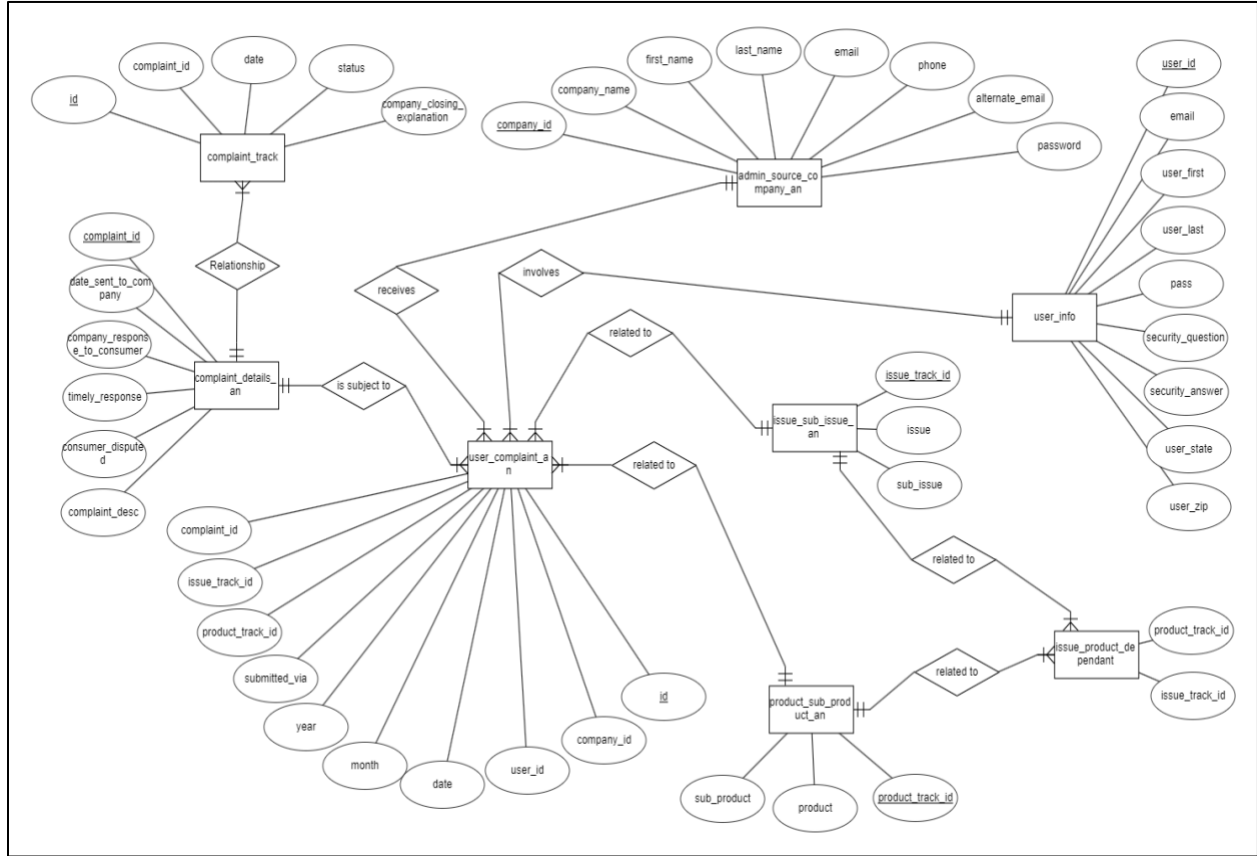 id
complaint_id
date
status
company_closing_
explanation
complaint_track
company_id
company_name
first_name
last_name
email
phone
alternate_email
password
admin_source_co
mpany_an
user_id
email
user_first
user_last
pass
security_question
security_answer
user_state
user_zip
user_info
Relationship
receives
involves
related to
complaint_id
date_sent_to_com
pany
company_respons
e_to_consumer
timely_response
consumer_dispute
d
complaint_desc
complaint_details_
an
is subject to
issue_sub_issue_
an
issue_track_id
issue
sub_issue
user_complaint_a
n
related to
related to
complaint_id
issue_track_id
product_track_id
submitted_via
year
month
date
user_id
company_id
id
product_sub_prod
uct_an
sub_product
product
product_track_id
related to
issue_product_de
pendant
product_track_id
issue_track_id